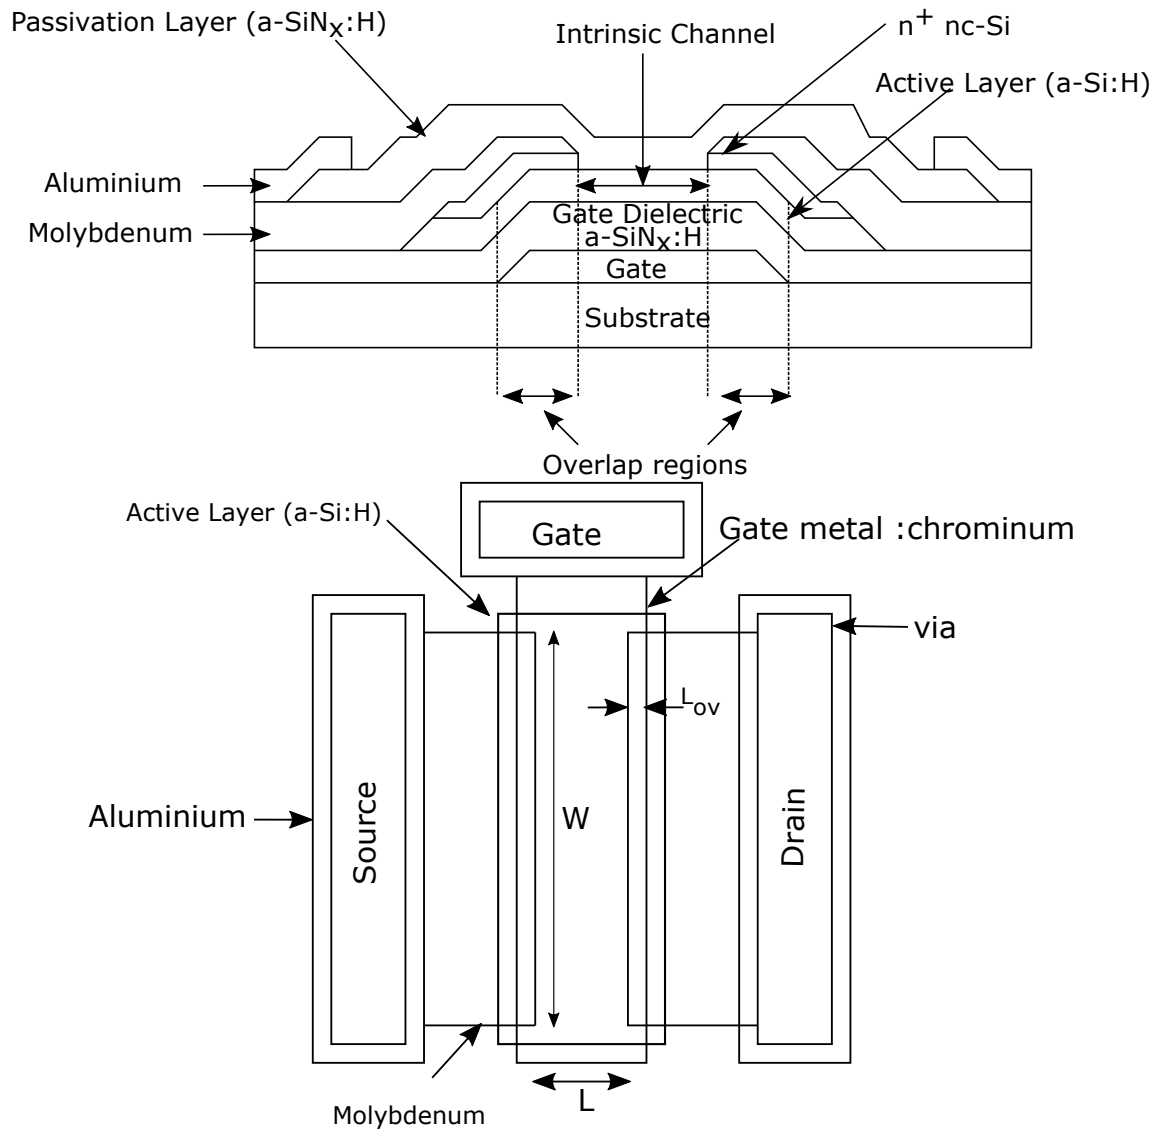 Passivation Layer (a-SiNx:H)
Intrinsic Channel
n+ nc-Si
Active Layer (a-Si:H)
Aluminium
Molybdenum
Gate Dielectric
a-SiNx:H
Gate
Substrate
Overlap regions
Active Layer (a-Si:H)
Gate
Gate metal :chrominum
via
Lov
Aluminium
Source
W
Drain
L
Molybdenum